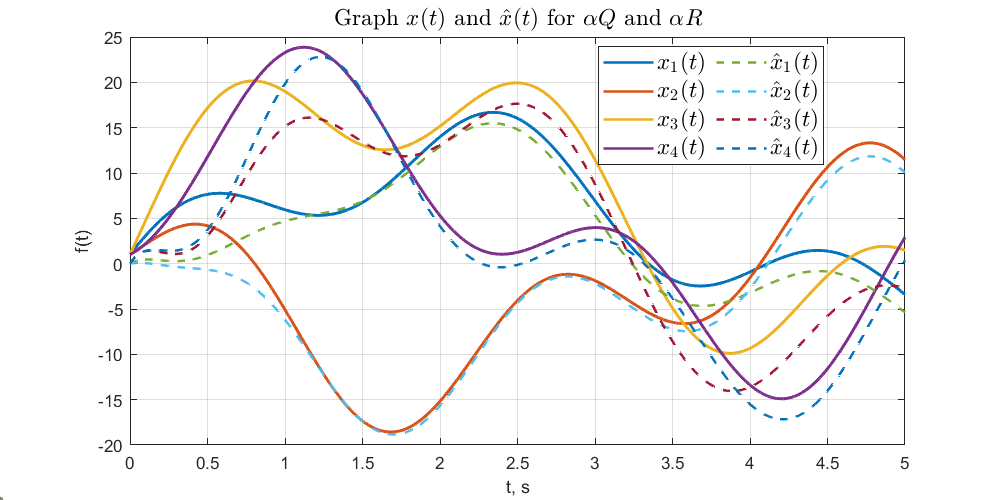 Graph x(t) and x̂(t) for αQ and αR
x₁(t) x̂₁(t)
x₂(t) x̂₂(t)
x₃(t) x̂₃(t)
x₄(t) x̂₄(t)
25
20
15
10
5
0
-5
-10
-15
-20
f(t)
0 0.5 1 1.5 2 2.5 3 3.5 4 4.5 5
t, s